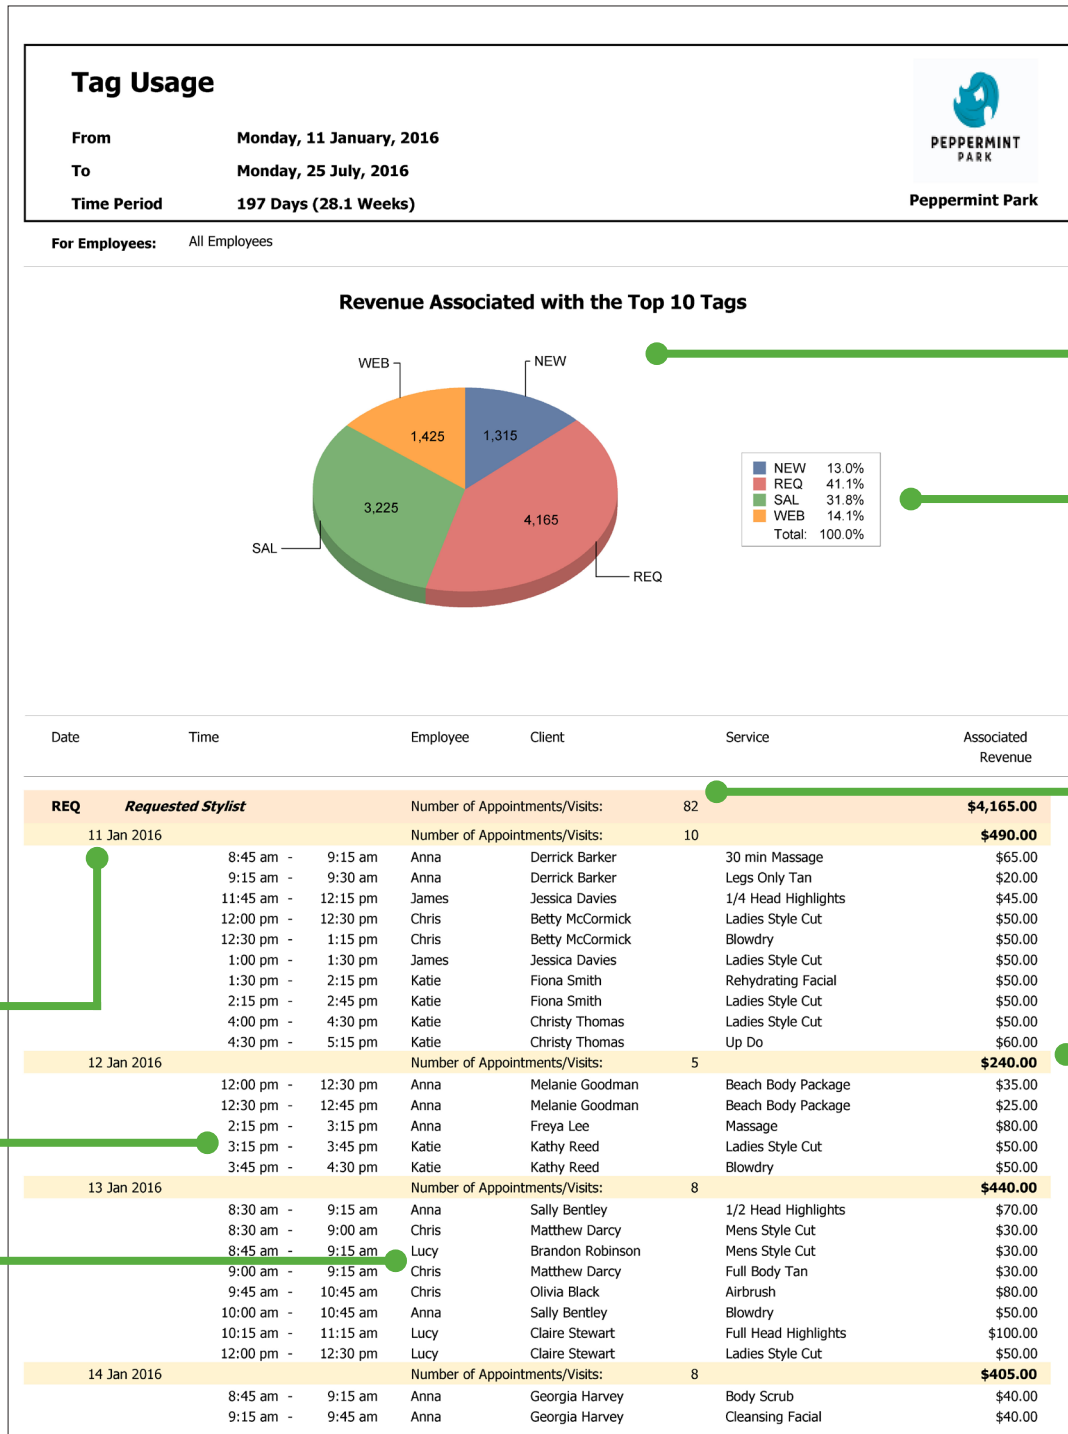 Tag Usage
From Monday, 11 January, 2016
To Monday, 25 July, 2016
Time Period 197 Days (28.1 Weeks)
PEPPERMINT
PARK
Peppermint Park
For Employees: All Employees
Revenue Associated with the Top 10 Tags
WEB NEW
1,425 1,315
3,225 4,165
SAL REQ
NEW 13.0%
REQ 41.1%
SAL 31.8%
WEB 14.1%
Total: 100.0%
Date Time Employee Client Service Associated
Revenue
REQ Requested Stylist Number of Appointments/Visits: 82 $4,165.00
11 Jan 2016 Number of Appointments/Visits: 10 $490.00
8:45 am - 9:15 am Anna Derrick Barker 30 min Massage $65.00
9:15 am - 9:30 am Anna Derrick Barker Legs Only Tan $20.00
11:45 am - 12:15 pm James Jessica Davies 1/4 Head Highlights $45.00
12:00 pm - 12:30 pm Chris Betty McCormick Ladies Style Cut $50.00
12:30 pm - 1:15 pm Chris Betty McCormick Blowdry $50.00
1:00 pm - 1:30 pm James Jessica Davies Ladies Style Cut $50.00
1:30 pm - 2:15 pm Katie Fiona Smith Rehydrating Facial $50.00
2:15 pm - 2:45 pm Katie Fiona Smith Ladies Style Cut $50.00
4:00 pm - 4:30 pm Katie Christy Thomas Ladies Style Cut $50.00
4:30 pm - 5:15 pm Katie Christy Thomas Up Do $60.00
12 Jan 2016 Number of Appointments/Visits: 5 $240.00
12:00 pm - 12:30 pm Anna Melanie Goodman Beach Body Package $35.00
12:30 pm - 12:45 pm Anna Melanie Goodman Beach Body Package $25.00
2:15 pm - 3:15 pm Anna Freya Lee Massage $80.00
3:15 pm - 3:45 pm Katie Kathy Reed Ladies Style Cut $50.00
3:45 pm - 4:30 pm Katie Kathy Reed Blowdry $50.00
13 Jan 2016 Number of Appointments/Visits: 8 $440.00
8:30 am - 9:15 am Anna Sally Bentley 1/2 Head Highlights $70.00
8:30 am - 9:00 am Chris Matthew Darcy Mens Style Cut $30.00
8:45 am - 9:15 am Lucy Brandon Robinson Mens Style Cut $30.00
9:00 am - 9:15 am Chris Matthew Darcy Full Body Tan $30.00
9:45 am - 10:45 am Chris Olivia Black Airbrush $80.00
10:00 am - 10:45 am Anna Sally Bentley Blowdry $50.00
10:15 am - 11:15 am Lucy Claire Stewart Full Head Highlights $100.00
12:00 pm - 12:30 pm Lucy Claire Stewart Ladies Style Cut $50.00
14 Jan 2016 Number of Appointments/Visits: 8 $405.00
8:45 am - 9:15 am Anna Georgia Harvey Body Scrub $40.00
9:15 am - 9:45 am Anna Georgia Harvey Cleansing Facial $40.00